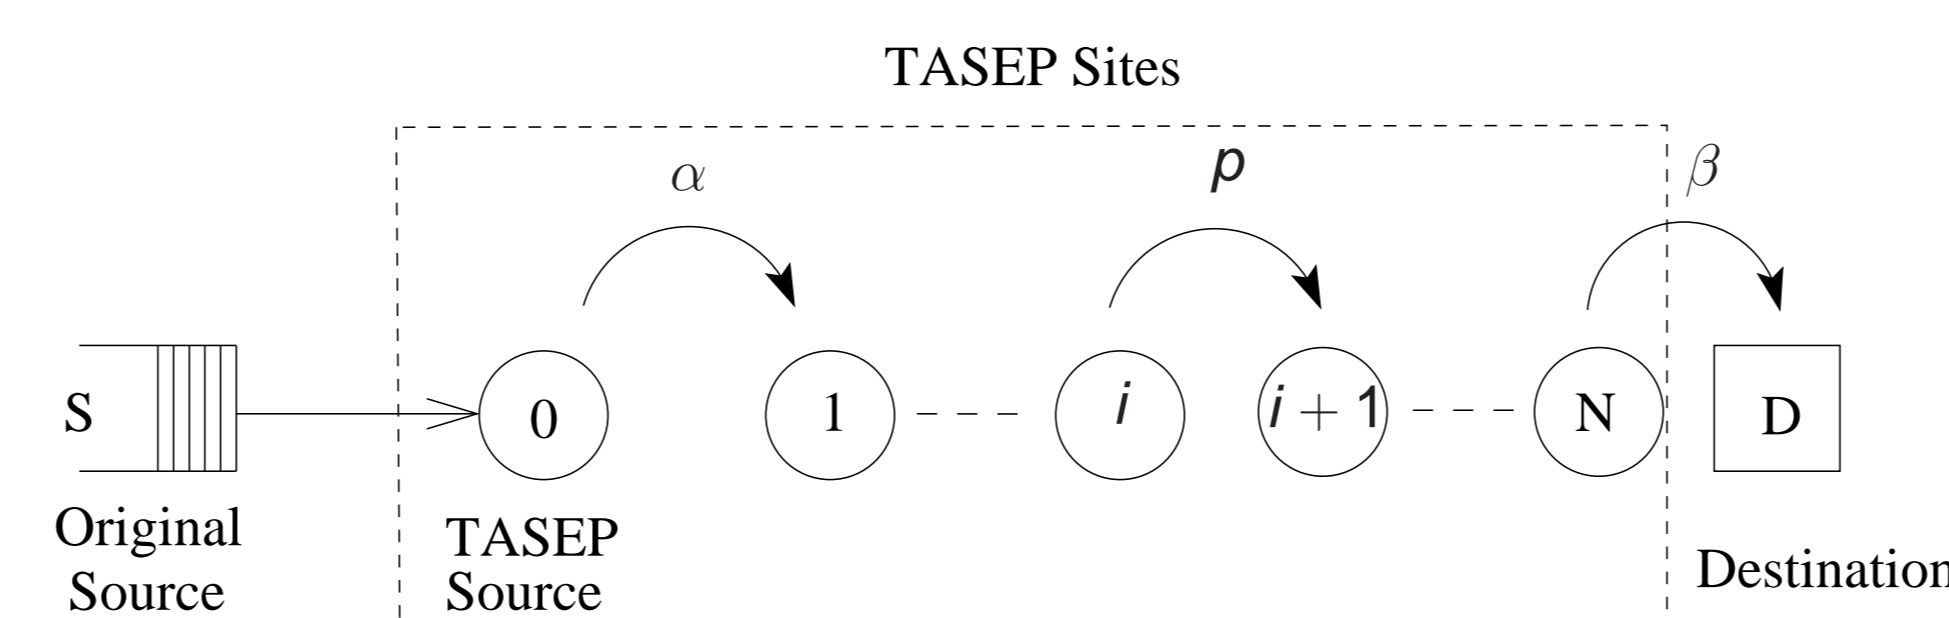 TASEP Sites
α
p
β
S
0
1
i
i + 1
N
D
Original
Source
TASEP
Source
Destination